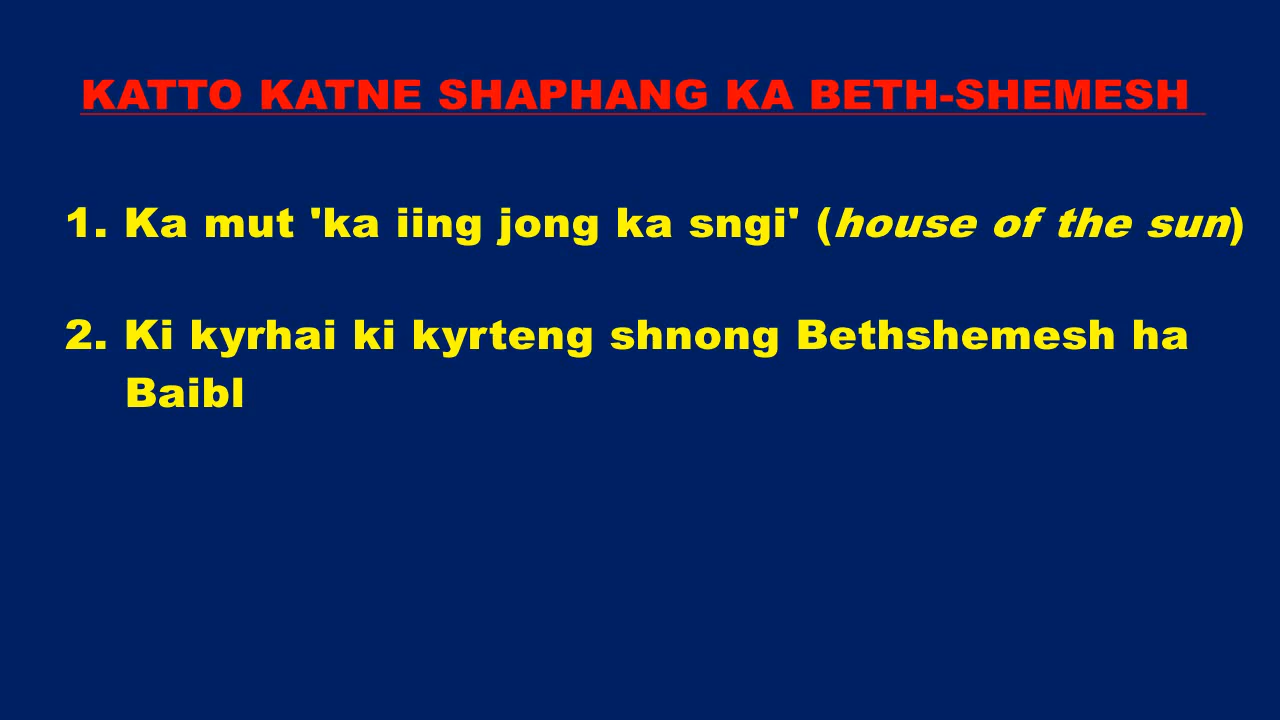 KATTO KATNE SHAPHANG KA BETH-SHEMESH
1. Ka mut 'ka iing jong ka sngi' (house of the sun)
2. Ki kyrhai ki kyrteng shnong Bethshemesh ha
Baibl